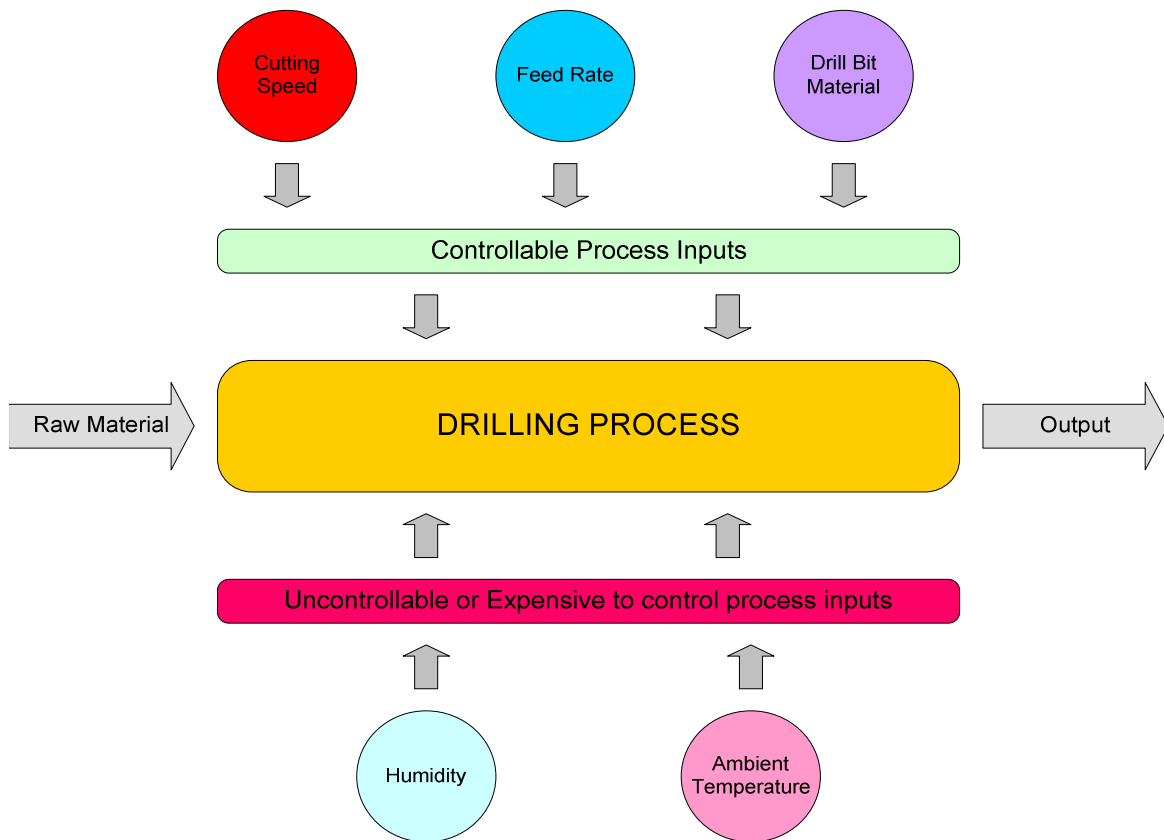 Cutting
Speed
Feed Rate
Drill Bit
Material
Controllable Process Inputs
Raw Material
DRILLING PROCESS
Output
Uncontrollable or Expensive to control process inputs
Humidity
Ambient
Temperature